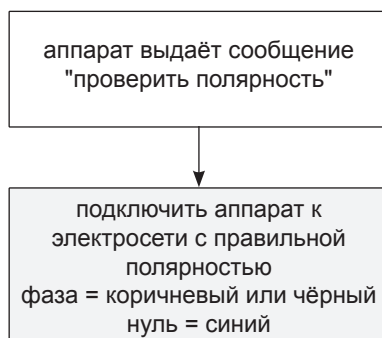 аппарат выдаёт сообщение
"проверить полярность"
подключить аппарат к
электросети с правильной
полярностью
фаза = коричневый или чёрный
нуль = синий